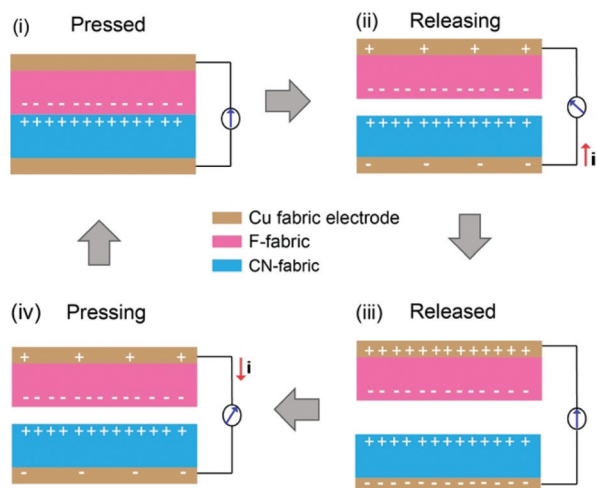 (i) Pressed
(ii) Releasing
i
Cu fabric electrode
F-fabric
CN-fabric
(iv) Pressing
i
(iii) Released